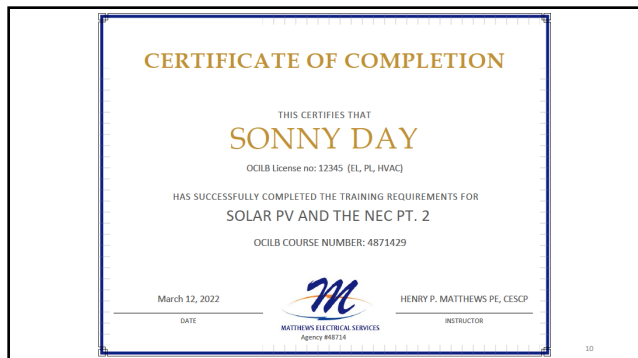 CERTIFICATE OF COMPLETION
THIS CERTIFIES THAT
SONNY DAY
OCILB License no: 12345 (EL, PL, HVAC)
HAS SUCCESSFULLY COMPLETED THE TRAINING REQUIREMENTS FOR
SOLAR PV AND THE NEC PT. 2
OCILB COURSE NUMBER: 4871429
March 12, 2022
DATE
M
MATTHEWS ELECTRICAL SERVICES
Agency #48714
HENRY P. MATTHEWS PE, CESCP
INSTRUCTOR
10